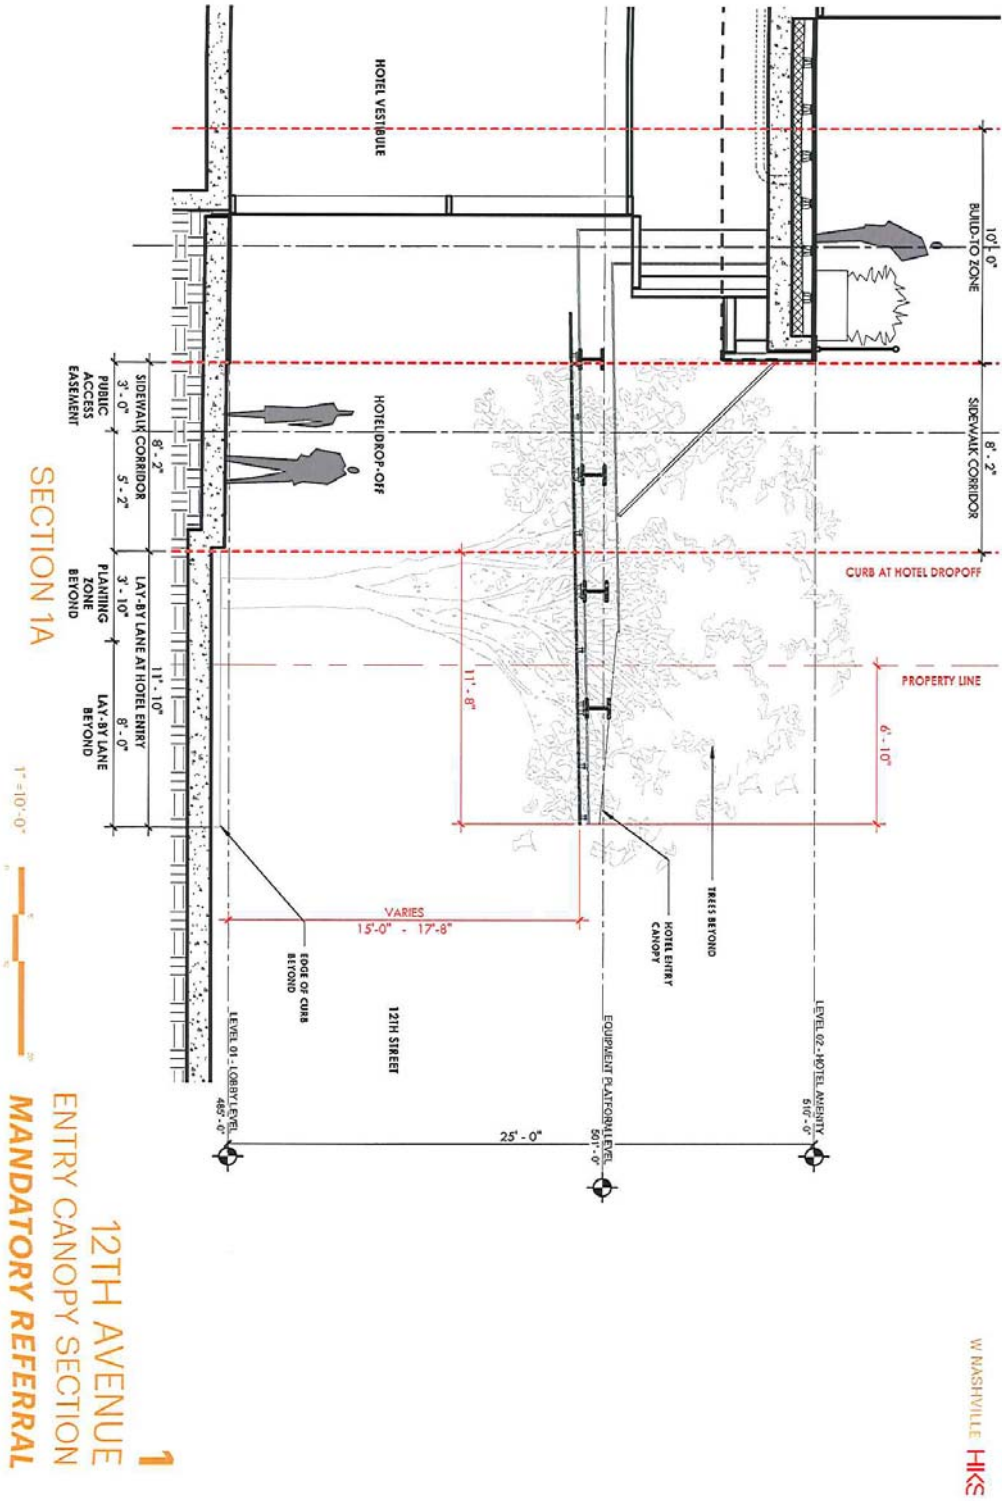 W NASHVILLE HKS
10' - 0"
BUILD-TO ZONE
8' - 2"
SIDEWALK CORRIDOR
CURB AT HOTEL DROPOFF
PROPERTY LINE
6' - 10"
LEVEL 02 - HOTEL AMENITY
510' - 0"
TREES BEYOND
HOTEL ENTRY
CANOPY
EQUIPMENT PLATFORM LEVEL
501' - 0"
25' - 0"
11' - 8"
HOTEL VESTIBULE
HOTEL DROP-OFF
VARIES
15'-0" - 17'-8"
12TH STREET
EDGE OF CURB
BEYOND
LEVEL 01 - LOBBY LEVEL
485' - 0"
8' - 2"
SIDEWALK CORRIDOR
11' - 10"
LAY-BY LANE AT HOTEL ENTRY
3' - 0"
PUBLIC
ACCESS
EASEMENT
5' - 2"
3' - 10"
PLANTING
ZONE
BEYOND
8' - 0"
LAY-BY LANE
BEYOND
SECTION 1A
1" =10'-0"
1
12TH AVENUE
ENTRY CANOPY SECTION
MANDATORY REFERRAL